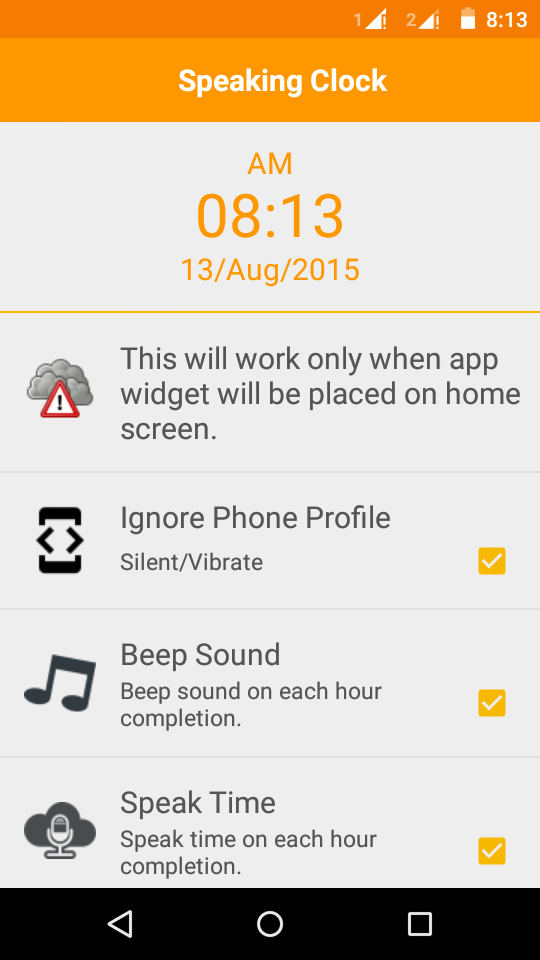 1 2 8:13
Speaking Clock
AM
08:13
13/Aug/2015
This will work only when app
widget will be placed on home
screen.
Ignore Phone Profile
Silent/Vibrate
Beep Sound
Beep sound on each hour
completion.
Speak Time
Speak time on each hour
completion.